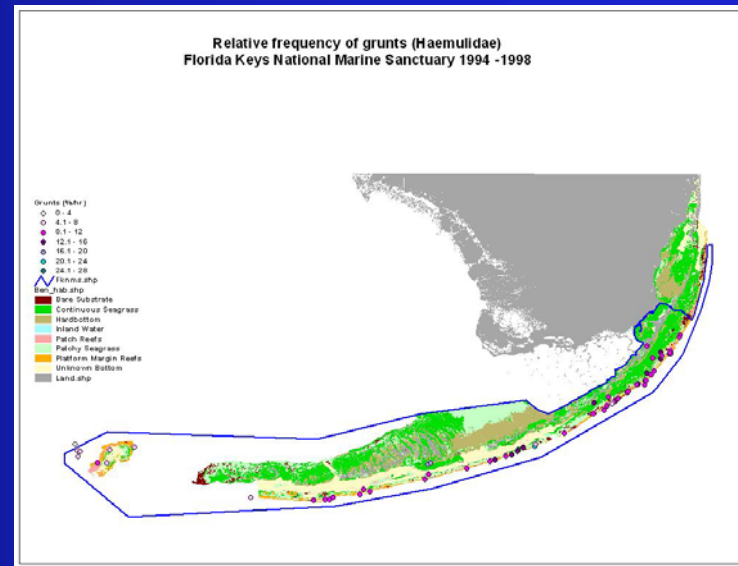 Relative frequency of grunts (Haemulidae)
Florida Keys National Marine Sanctuary 1994 -1998
Grunts (%/hr)
0 - 4
4.1 - 8
8.1 - 12
12.1 - 16
16.1 - 20
20.1 - 24
24.1 - 28
Fknms.shp
Ben_hab.shp
Bare Substrate
Continuous Seagrass
Hardbottom
Inland Water
Patch Reefs
Patchy Seagrass
Platform Margin Reefs
Unknown Bottom
Land.shp